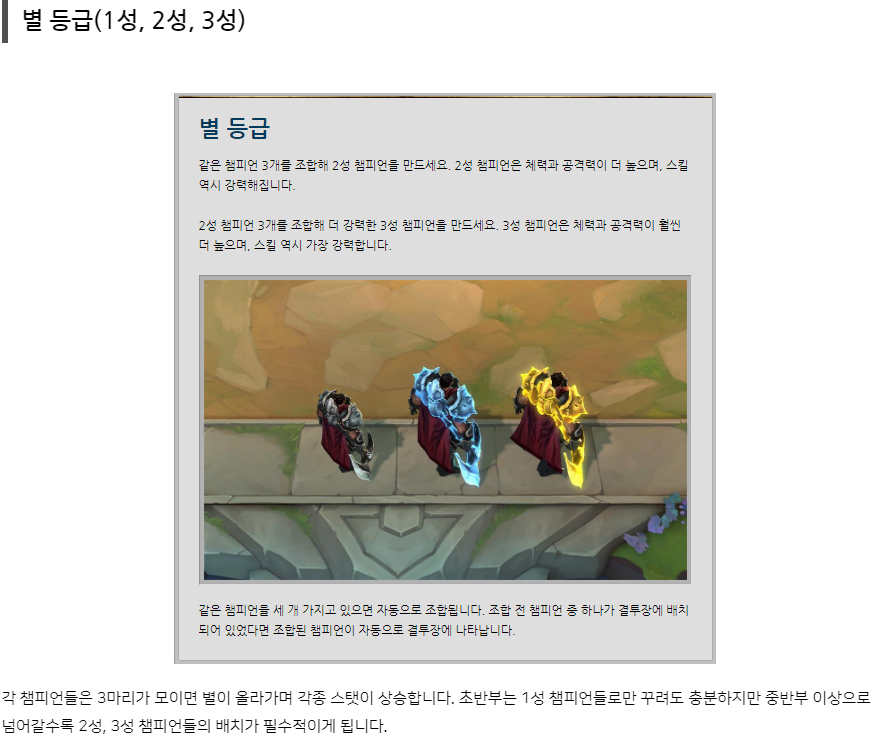 별 등급(1성, 2성, 3성)
별 등급
같은 챔피언 3개를 조합해 2성 챔피언을 만드세요. 2성 챔피언은 체력과 공격력이 더 높으며, 스킬
역시 강력해집니다.
2성 챔피언 3개를 조합해 더 강력한 3성 챔피언을 만드세요. 3성 챔피언은 체력과 공격력이 훨씬
더 높으며, 스킬 역시 가장 강력합니다.
같은 챔피언을 세 개 가지고 있으면 자동으로 조합됩니다. 조합 전 챔피언 중 하나가 결투장에 배치
되어 있었다면 조합된 챔피언이 자동으로 결투장에 나타납니다.
각 챔피언들은 3마리가 모이면 별이 올라가며 각종 스탯이 상승합니다. 초반부는 1성 챔피언들로만 꾸려도 충분하지만 중반부 이상으로
넘어갈수록 2성, 3성 챔피언들의 배치가 필수적이게 됩니다.